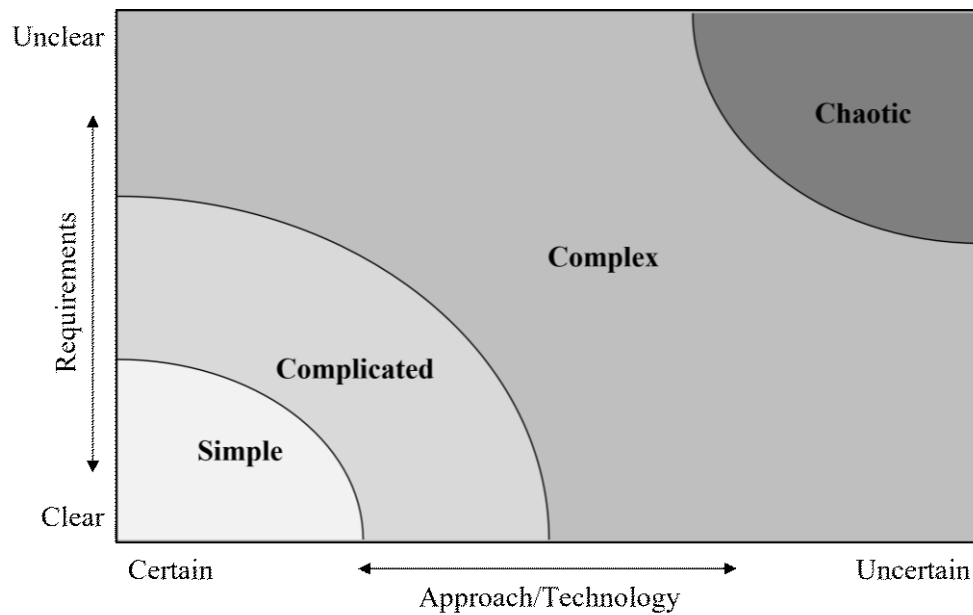 Unclear
Chaotic
Complex
Requirements
Complicated
Simple
Clear
Certain
Uncertain
Approach/Technology